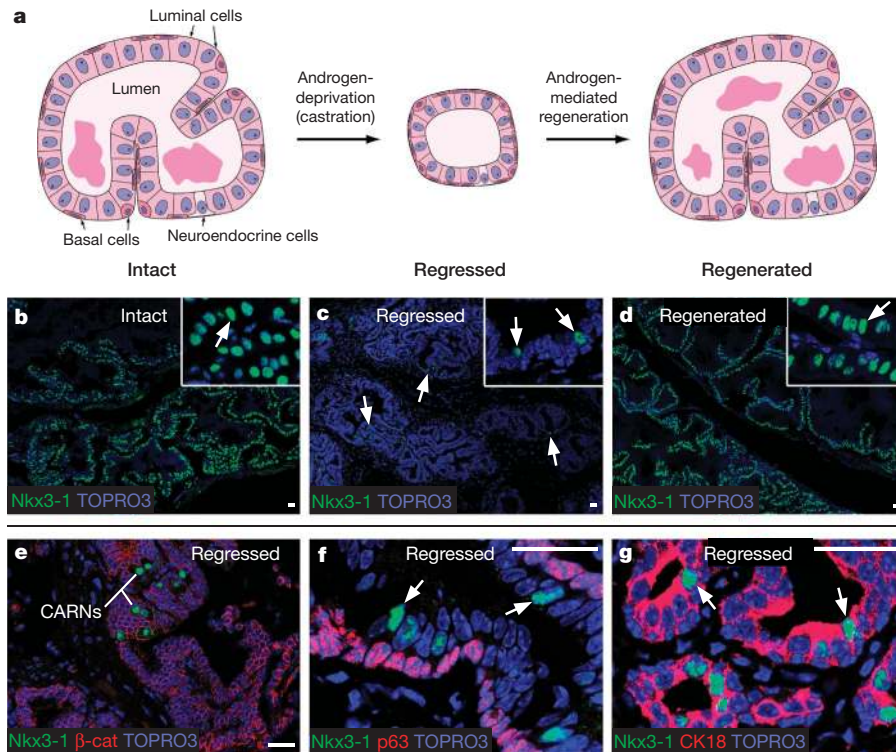 a
Luminal cells
Lumen
Androgen-
deprivation
(castration)
Androgen-
mediated
regeneration
Basal cells
Neuroendocrine cells
Intact
Regressed
Regenerated
b
Intact
Nkx3-1 TOPRO3
c
Regressed
Nkx3-1 TOPRO3
d
Regenerated
Nkx3-1 TOPRO3
e
Regressed
CARNs
Nkx3-1 β-cat TOPRO3
f
Regressed
Nkx3-1 p63 TOPRO3
g
Regressed
Nkx3-1 CK18 TOPRO3